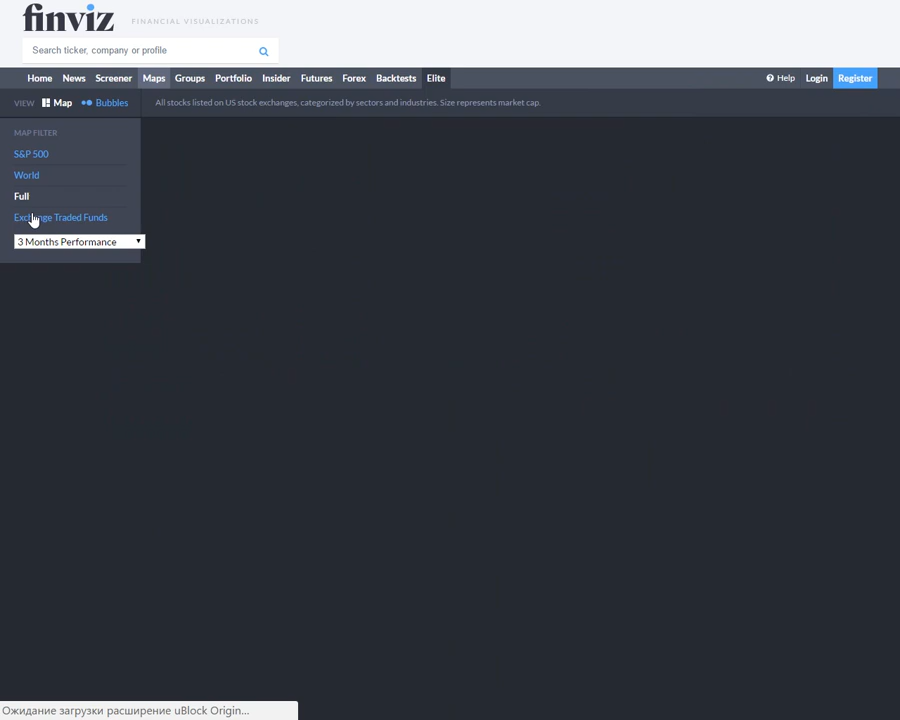 finviz FINANCIAL VISUALIZATIONS
Search ticker, company or profile
Home News Screener Maps Groups Portfolio Insider Futures Forex Backtests Elite Help Login Register
VIEW Map Bubbles All stocks listed on US stock exchanges, categorized by sectors and industries. Size represents market cap.
MAP FILTER
S&P 500
World
Full
Exchange Traded Funds
3 Months Performance
Ожидание загрузки расширение uBlock Origin...